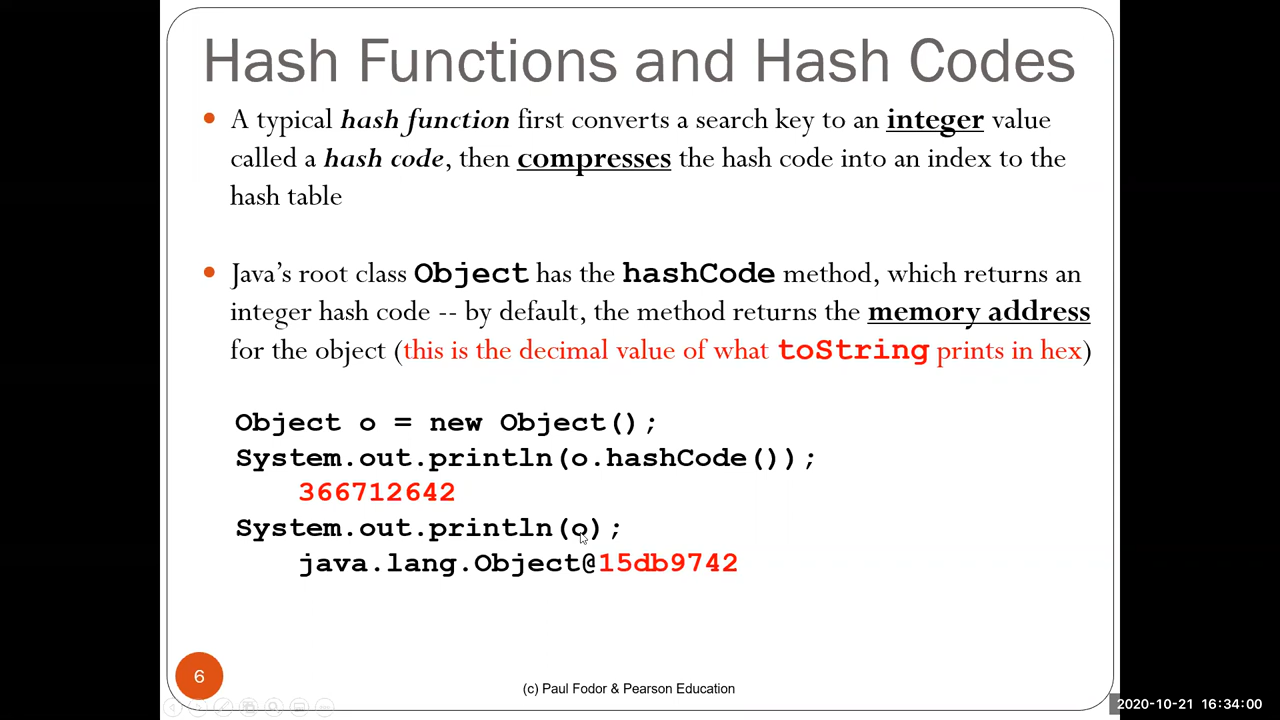 Hash Functions and Hash Codes
• A typical hash function first converts a search key to an integer value
called a hash code, then compresses the hash code into an index to the
hash table
• Java’s root class Object has the hashCode method, which returns an
integer hash code -- by default, the method returns the memory address
for the object (this is the decimal value of what toString prints in hex)
Object o = new Object();
System.out.println(o.hashCode());
366712642
System.out.println(o);
java.lang.Object@15db9742
6
(c) Paul Fodor & Pearson Education
2020-10-21 16:34:00